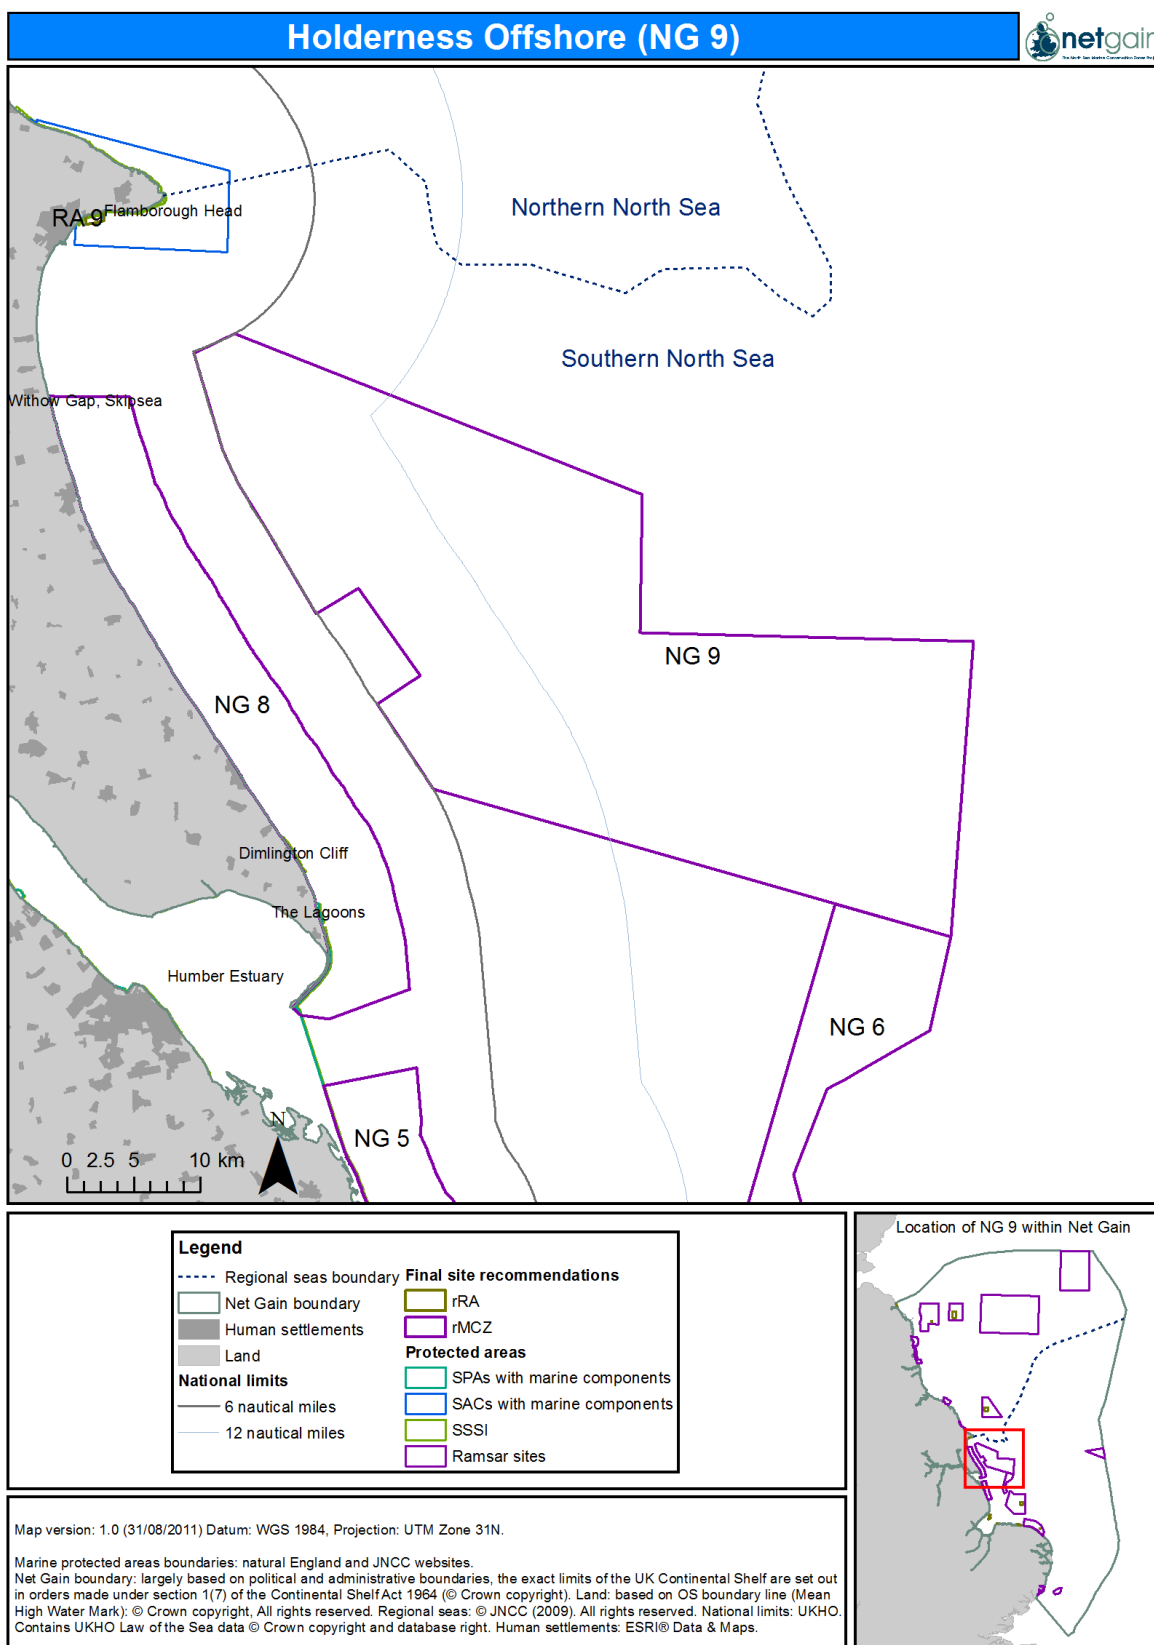 Holderness Offshore (NG 9)
netgain
Northern North Sea
RA 9
Flamborough Head
Southern North Sea
Withow Gap, Skipsea
NG 9
NG 8
Dimlington Cliff
The Lagoons
Humber Estuary
NG 6
N
NG 5
0 2.5 5 10 km
Legend
Regional seas boundary
Net Gain boundary
Human settlements
Land
National limits
6 nautical miles
12 nautical miles
Final site recommendations
rRA
rMCZ
Protected areas
SPAs with marine components
SACs with marine components
SSSI
Ramsar sites
Location of NG 9 within Net Gain
Map version: 1.0 (31/08/2011) Datum: WGS 1984, Projection: UTM Zone 31N.
Marine protected areas boundaries: natural England and JNCC websites.
Net Gain boundary: largely based on political and administrative boundaries, the exact limits of the UK Continental Shelf are set out
in orders made under section 1(7) of the Continental Shelf Act 1964 (© Crown copyright). Land: based on OS boundary line (Mean
High Water Mark): © Crown copyright, All rights reserved. Regional seas: © JNCC (2009). All rights reserved. National limits: UKHO.
Contains UKHO Law of the Sea data © Crown copyright and database right. Human settlements: ESRI® Data & Maps.